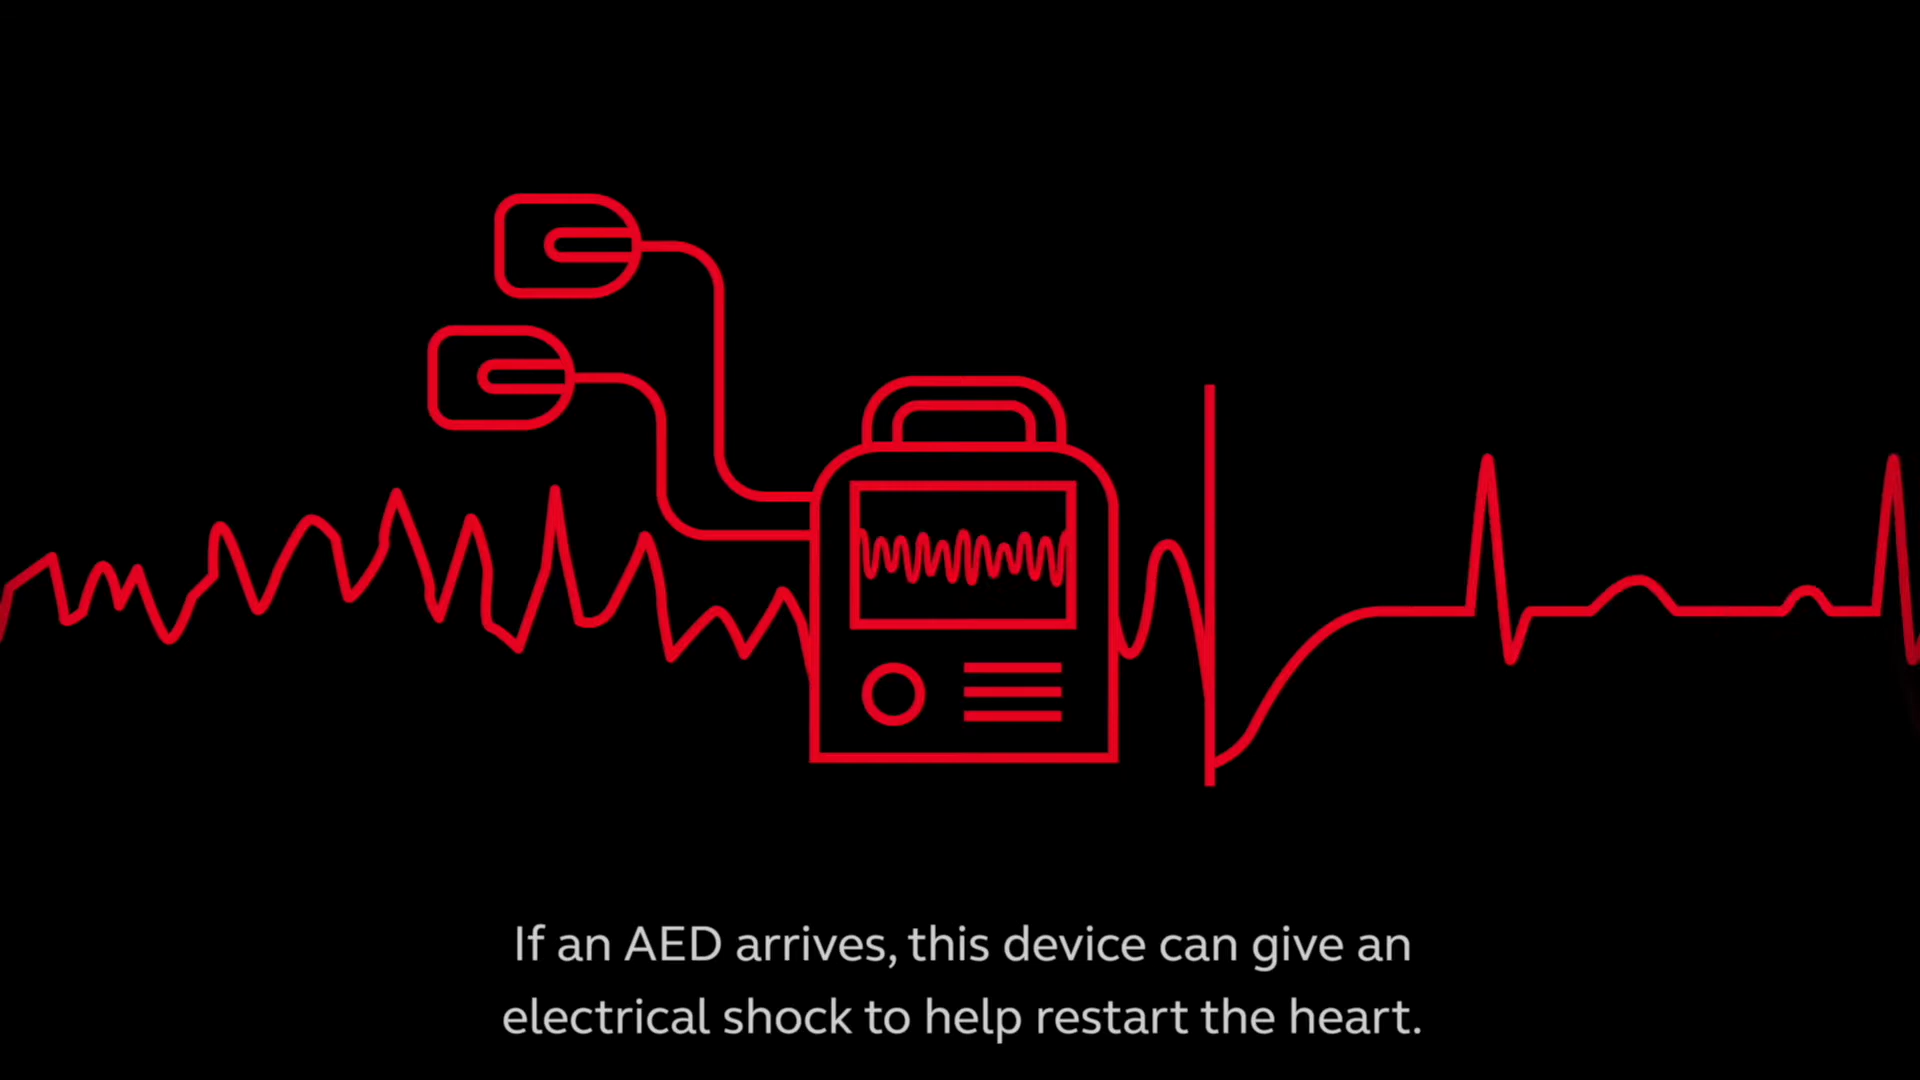 If an AED arrives, this device can give an
electrical shock to help restart the heart.